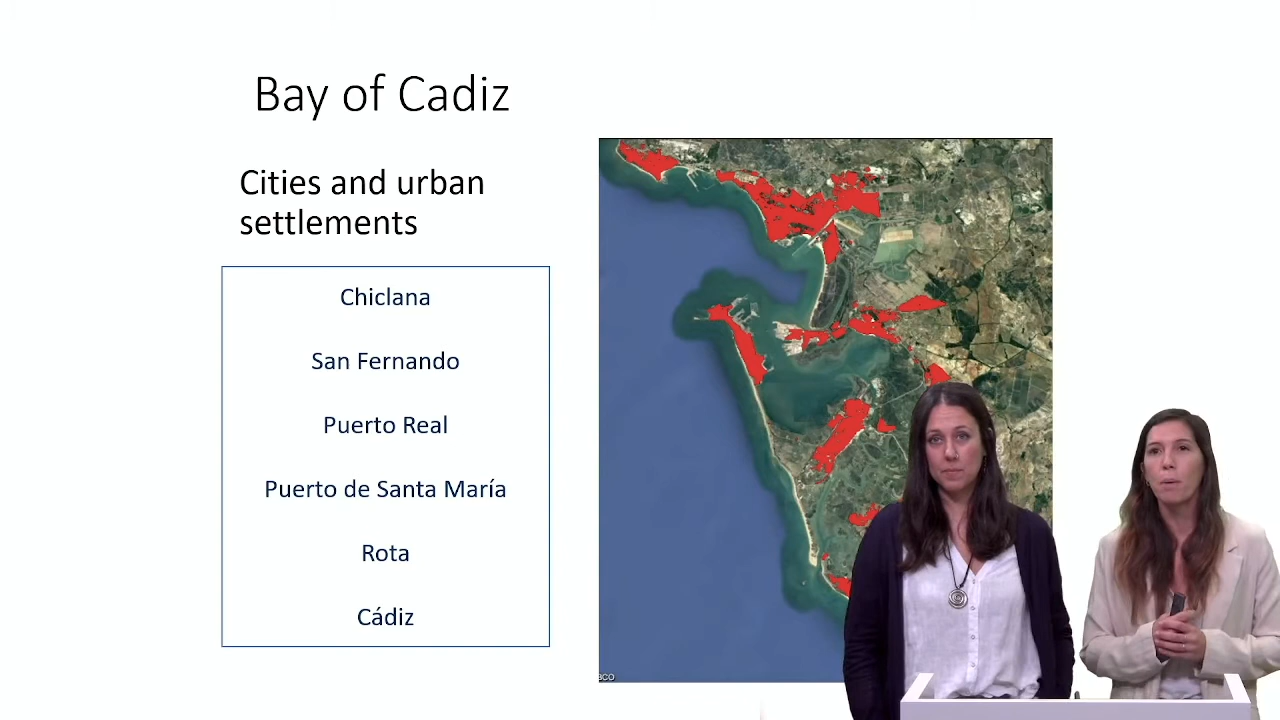 Bay of Cadiz
Cities and urban
settlements
Chiclana
San Fernando
Puerto Real
Puerto de Santa María
Rota
Cádiz